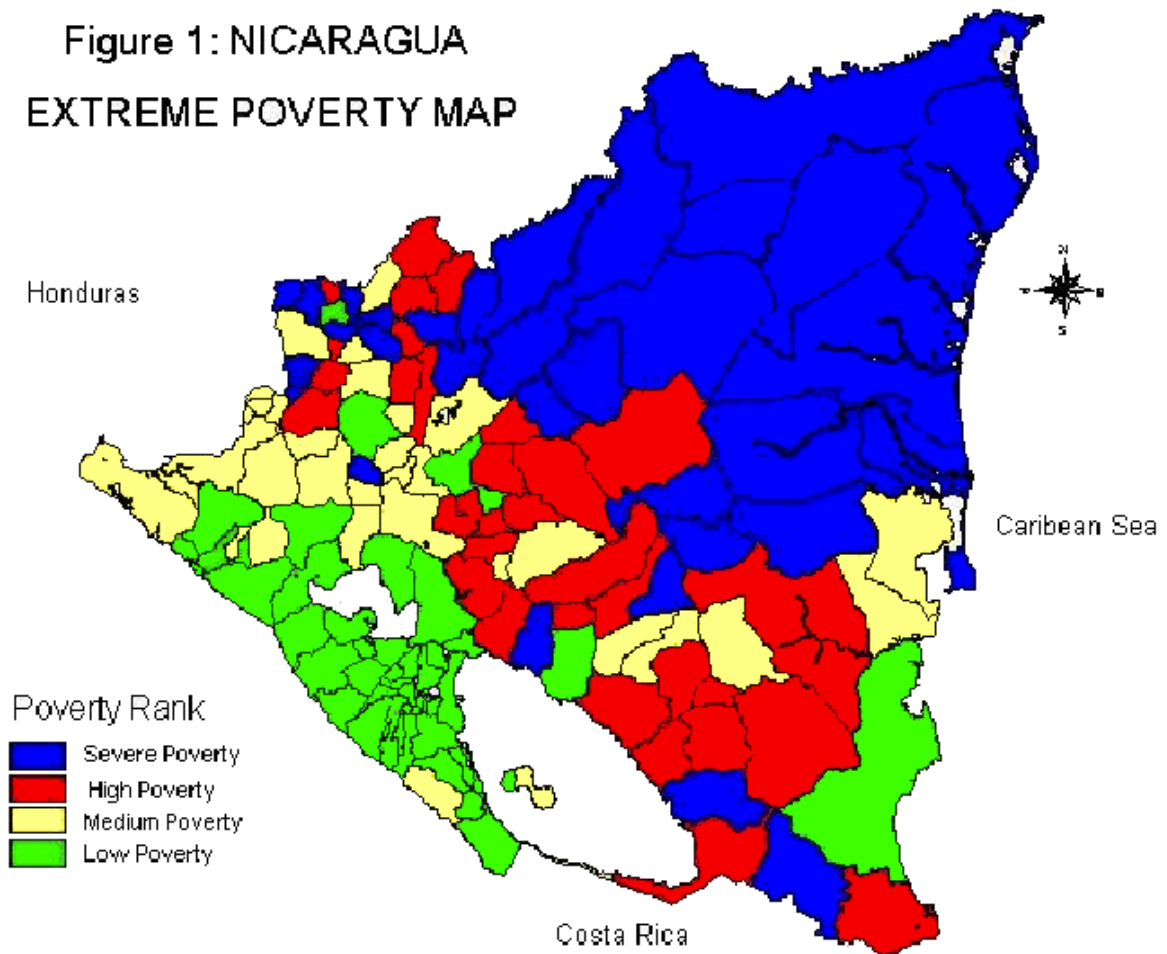 Figure 1: NICARAGUA
EXTREME POVERTY MAP
Honduras
N
S
Caribean Sea
Poverty Rank
Severe Poverty
High Poverty
Medium Poverty
Low Poverty
Costa Rica